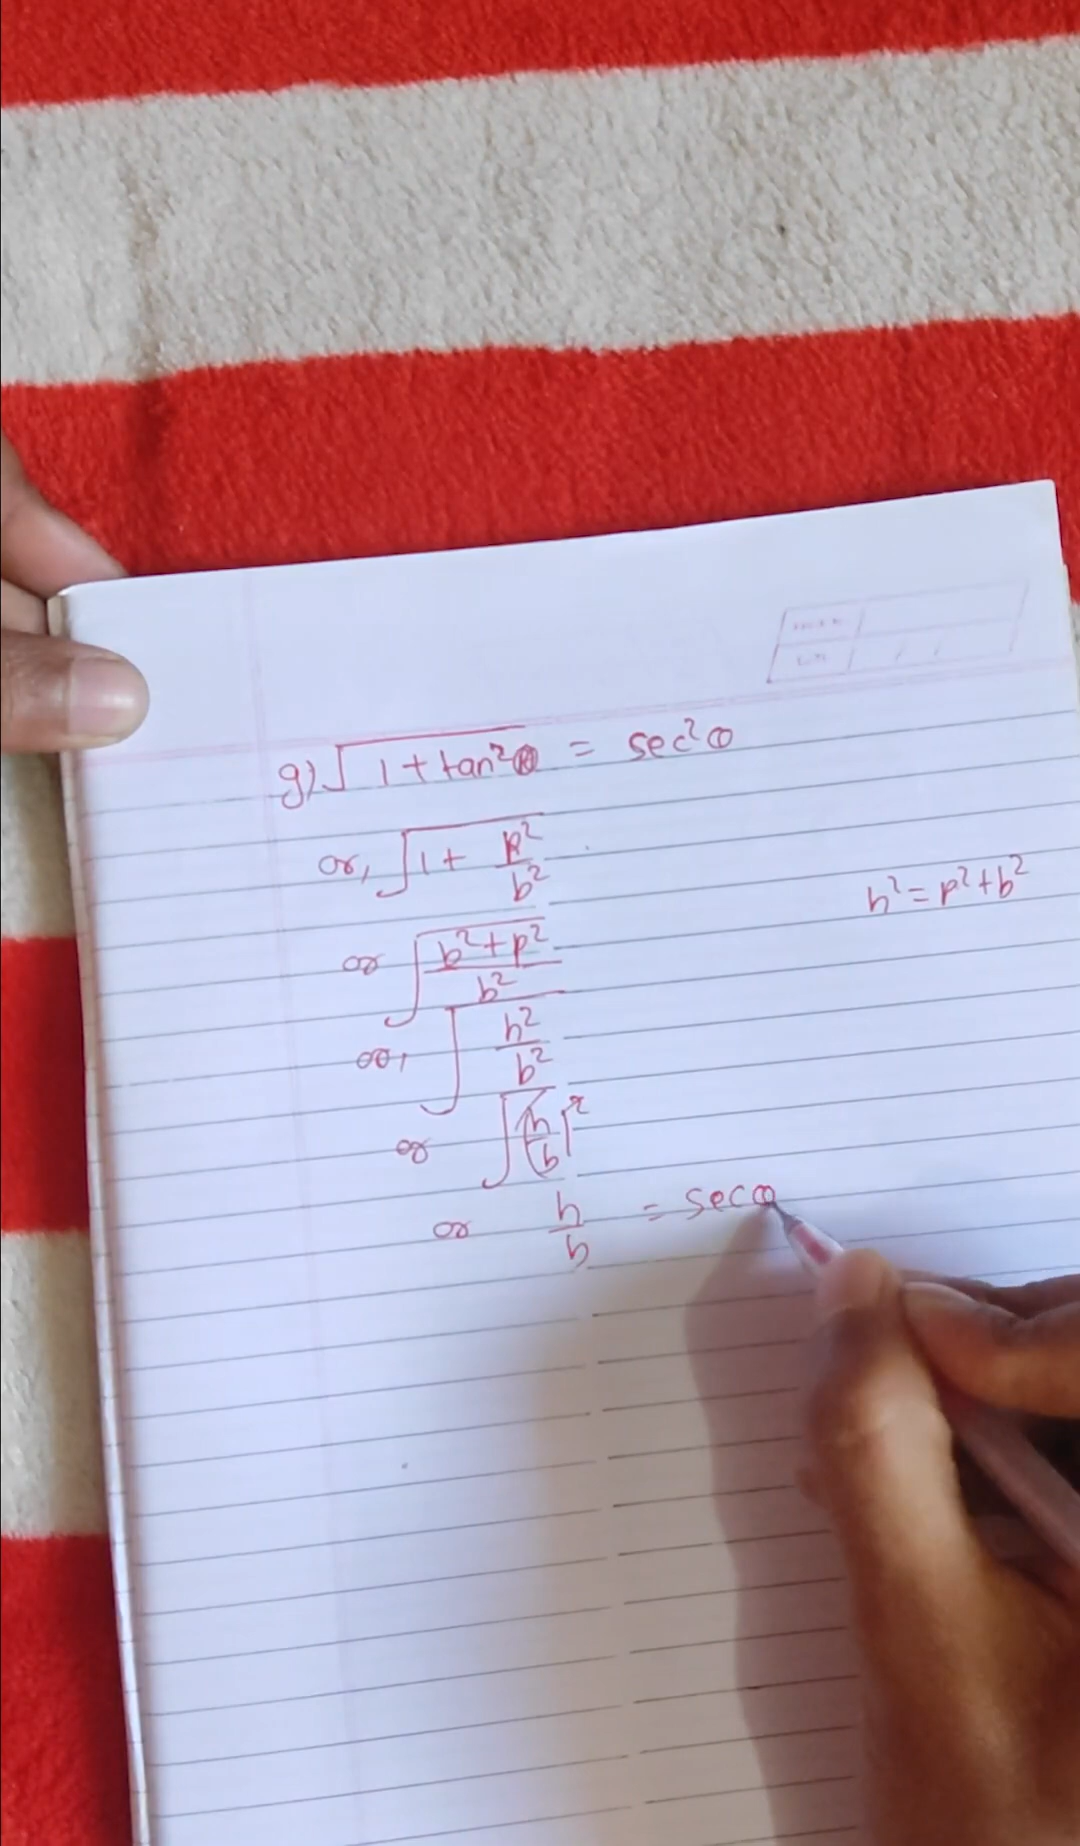 g) √1 + tan²θ = sec²θ
or, √1 + p²/b²
h² = p² + b²
or √b² + p²/b²
or, √h²/b²
or √(h/b)²
or h/b = secθ